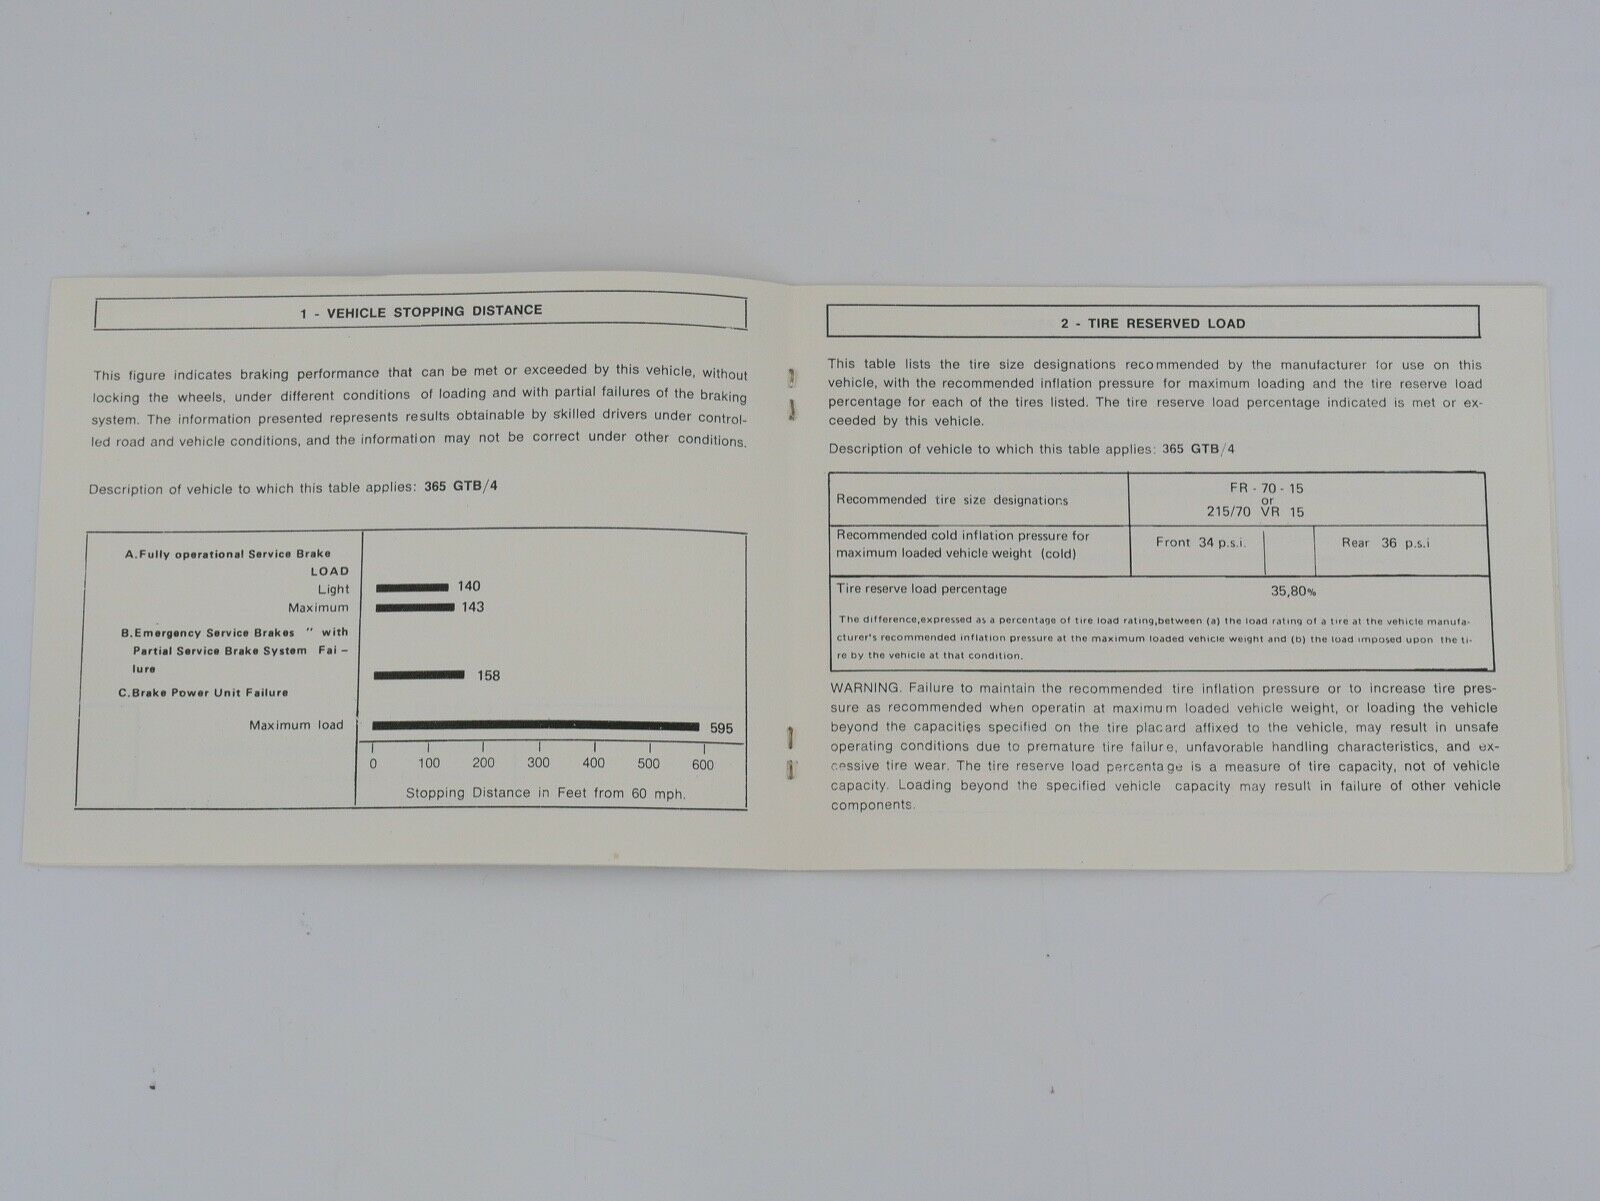 1 - VEHICLE STOPPING DISTANCE
This figure indicates braking performance that can be met or exceeded by this vehicle, without
locking the wheels, under different conditions of loading and with partial failures of the braking
system. The information presented represents results obtainable by skilled drivers under control-
led road and vehicle conditions, and the information may not be correct under other conditions.
Description of vehicle to which this table applies: 365 GTB/4
A.Fully operational Service Brake
LOAD
Light 140
Maximum 143
B.Emergency Service Brakes " with
Partial Service Brake System Fai -
lure 158
C.Brake Power Unit Failure
Maximum load 595
0 100 200 300 400 500 600
Stopping Distance in Feet from 60 mph.
2 - TIRE RESERVED LOAD
This table lists the tire size designations recommended by the manufacturer for use on this
vehicle, with the recommended inflation pressure for maximum loading and the tire reserve load
percentage for each of the tires listed. The tire reserve load percentage indicated is met or ex-
ceeded by this vehicle.
Description of vehicle to which this table applies: 365 GTB/4
Recommended tire size designations
FR - 70 - 15
or
215/70 VR 15
Recommended cold inflation pressure for
maximum loaded vehicle weight (cold)
Front 34 p.s.i. Rear 36 p.s.i
Tire reserve load percentage 35,80%
The difference,expressed as a percentage of tire load rating,between (a) the load rating of a tire at the vehicle manufa-
cturer's recommended inflation pressure at the maximum loaded vehicle weight and (b) the load imposed upon the ti-
re by the vehicle at that condition.
WARNING. Failure to maintain the recommended tire inflation pressure or to increase tire pres-
sure as recommended when operatin at maximum loaded vehicle weight, or loading the vehicle
beyond the capacities specified on the tire placard affixed to the vehicle, may result in unsafe
operating conditions due to premature tire failure, unfavorable handling characteristics, and ex-
cessive tire wear. The tire reserve load percentage is a measure of tire capacity, not of vehicle
capacity. Loading beyond the specified vehicle capacity may result in failure of other vehicle
components.